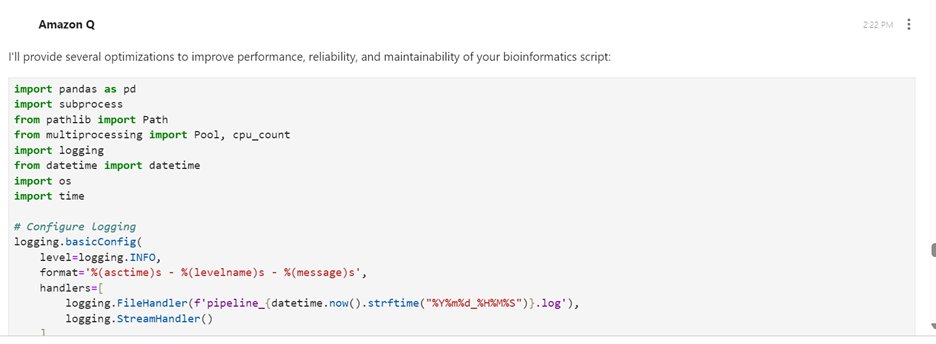 Amazon Q
2:22 PM
I'll provide several optimizations to improve performance, reliability, and maintainability of your bioinformatics script:
import pandas as pd
import subprocess
from pathlib import Path
from multiprocessing import Pool, cpu_count
import logging
from datetime import datetime
import os
import time

# Configure logging
logging.basicConfig(
    level=logging.INFO,
    format='%(asctime)s - %(levelname)s - %(message)s',
    handlers=[
        logging.FileHandler(f'pipeline_{datetime.now().strftime("%Y%m%d_%H%M%S")}.log'),
        logging.StreamHandler()
    ]